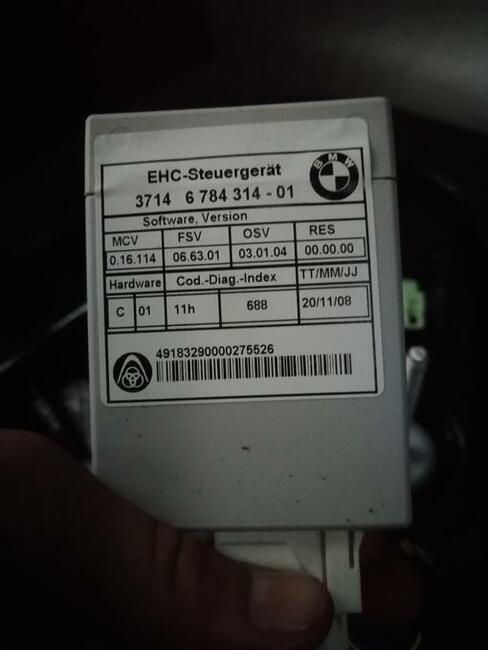 EHC-Steuergerät
3714 6 784 314 - 01
BMW
Software, Version
MCV FSV OSV RES
0.16.114 06.63.01 03.01.04 00.00.00
Hardware Cod.-Diag.-Index TT/MM/JJ
C 01 11h 688 20/11/08
49183290000275526